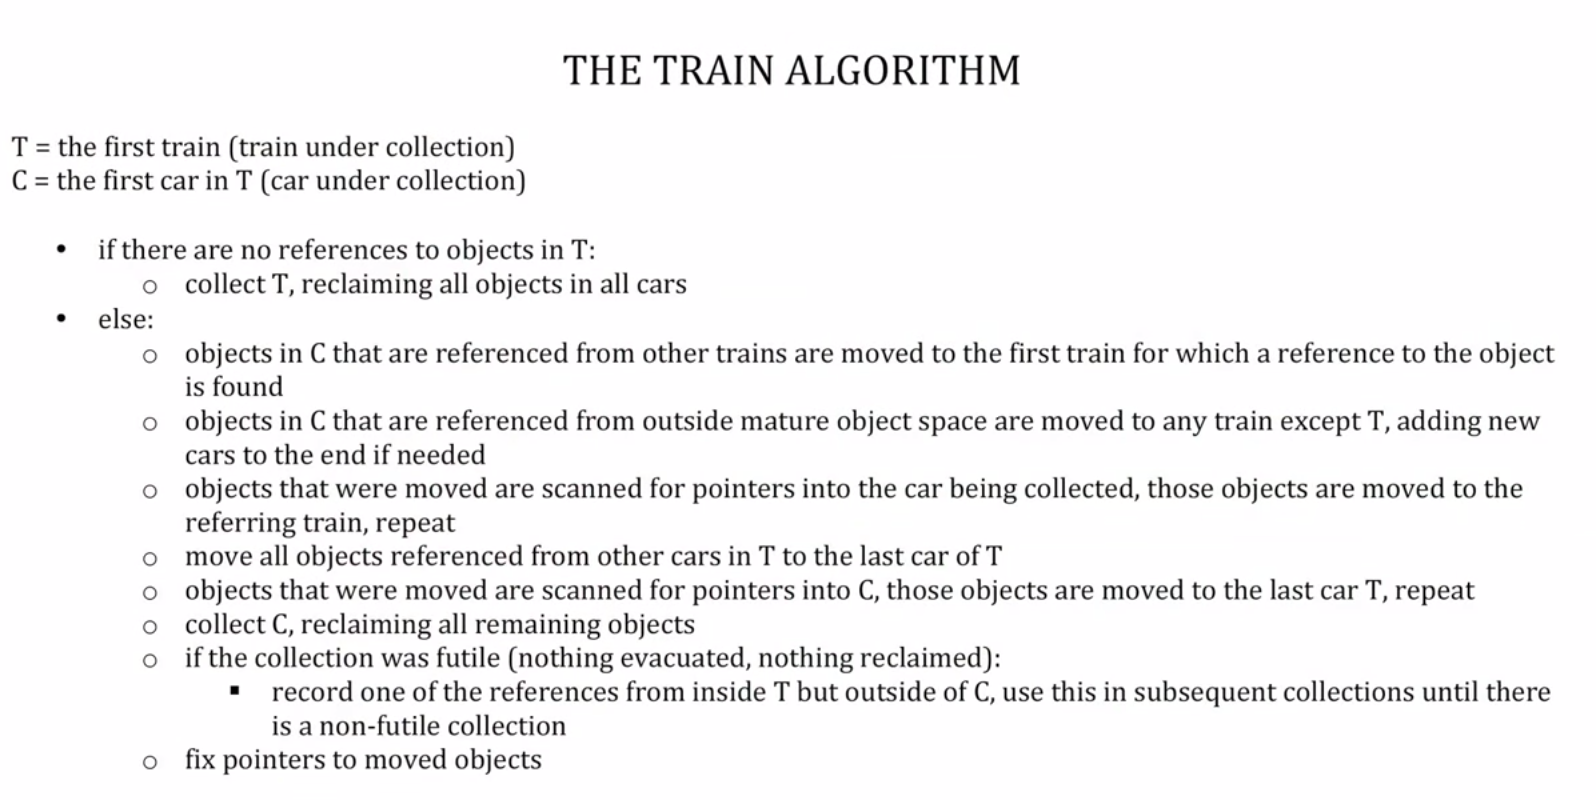 THE TRAIN ALGORITHM
T = the first train (train under collection)
C = the first car in T (car under collection)
• if there are no references to objects in T:
o collect T, reclaiming all objects in all cars
• else:
o objects in C that are referenced from other trains are moved to the first train for which a reference to the object
is found
o objects in C that are referenced from outside mature object space are moved to any train except T, adding new
cars to the end if needed
o objects that were moved are scanned for pointers into the car being collected, those objects are moved to the
referring train, repeat
o move all objects referenced from other cars in T to the last car of T
o objects that were moved are scanned for pointers into C, those objects are moved to the last car T, repeat
o collect C, reclaiming all remaining objects
o if the collection was futile (nothing evacuated, nothing reclaimed):
▪ record one of the references from inside T but outside of C, use this in subsequent collections until there
is a non-futile collection
o fix pointers to moved objects